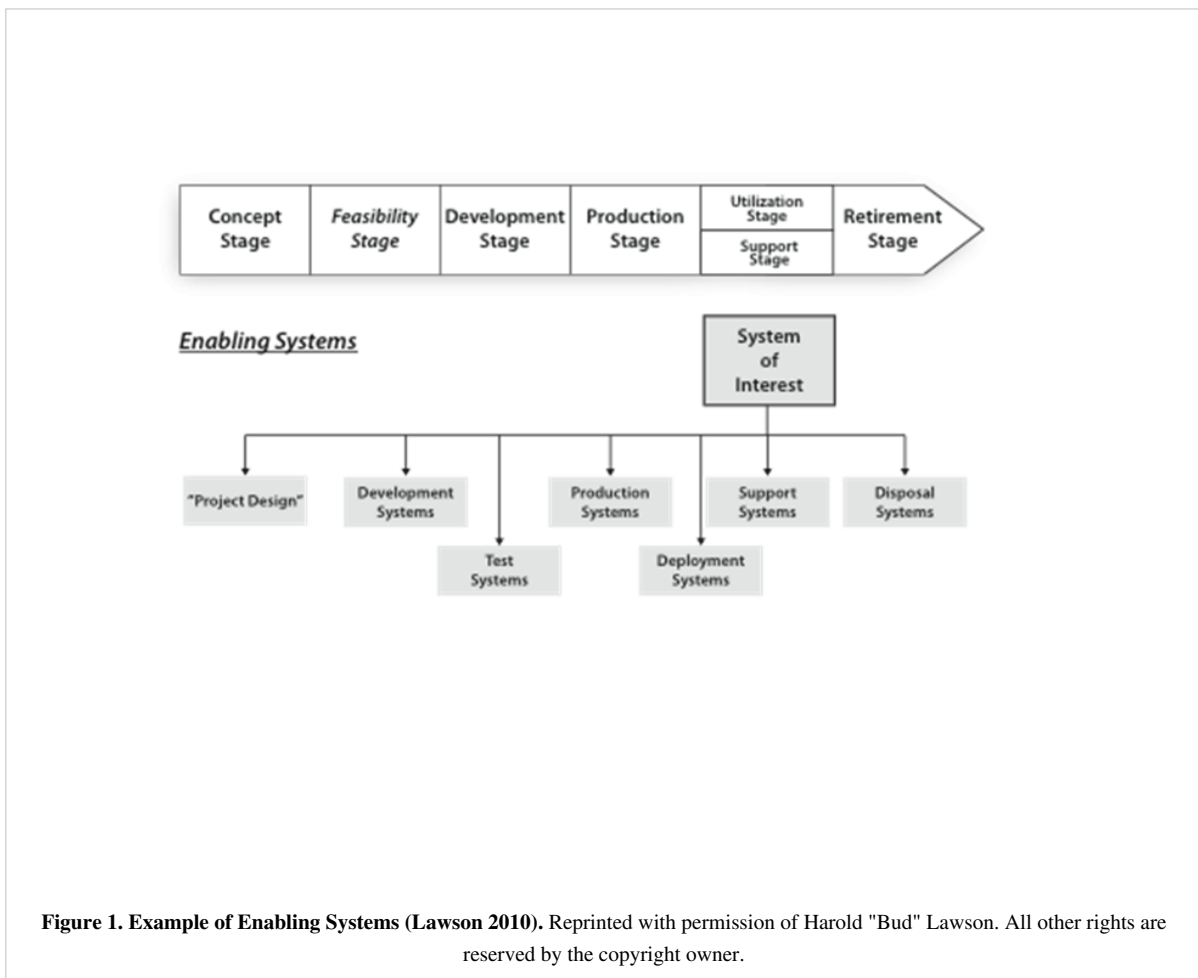 Concept
Stage
Feasibility
Stage
Development
Stage
Production
Stage
Utilization
Stage
Support
Stage
Retirement
Stage
Enabling Systems
System
of
Interest
"Project Design"
Development
Systems
Production
Systems
Support
Systems
Disposal
Systems
Test
Systems
Deployment
Systems
Figure 1. Example of Enabling Systems (Lawson 2010). Reprinted with permission of Harold "Bud" Lawson. All other rights are
reserved by the copyright owner.